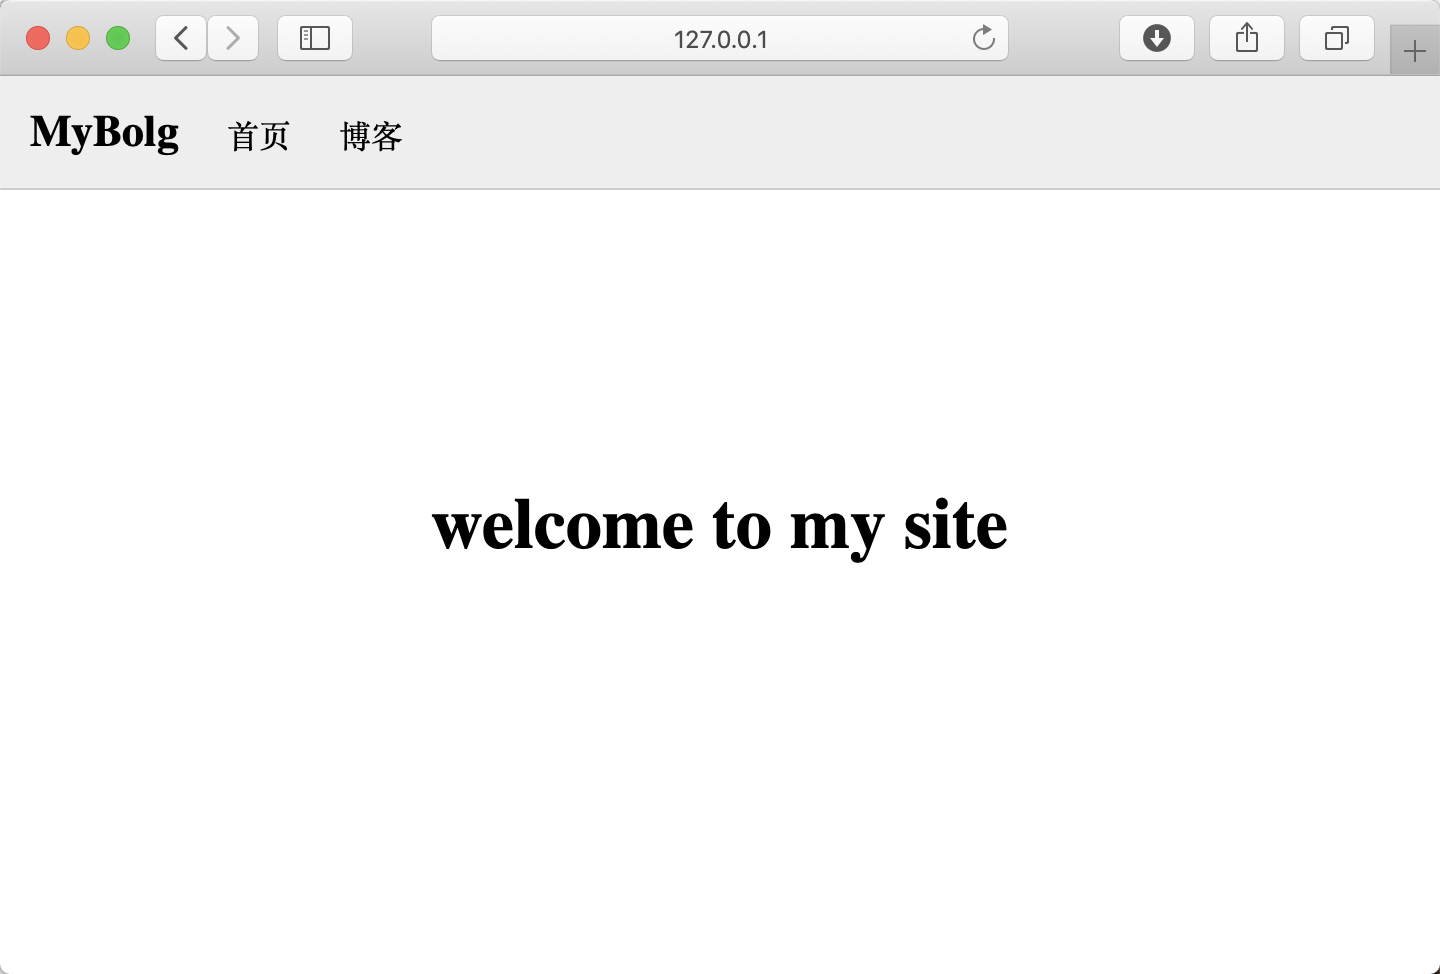 127.0.0.1
MyBolg 首页 博客
welcome to my site